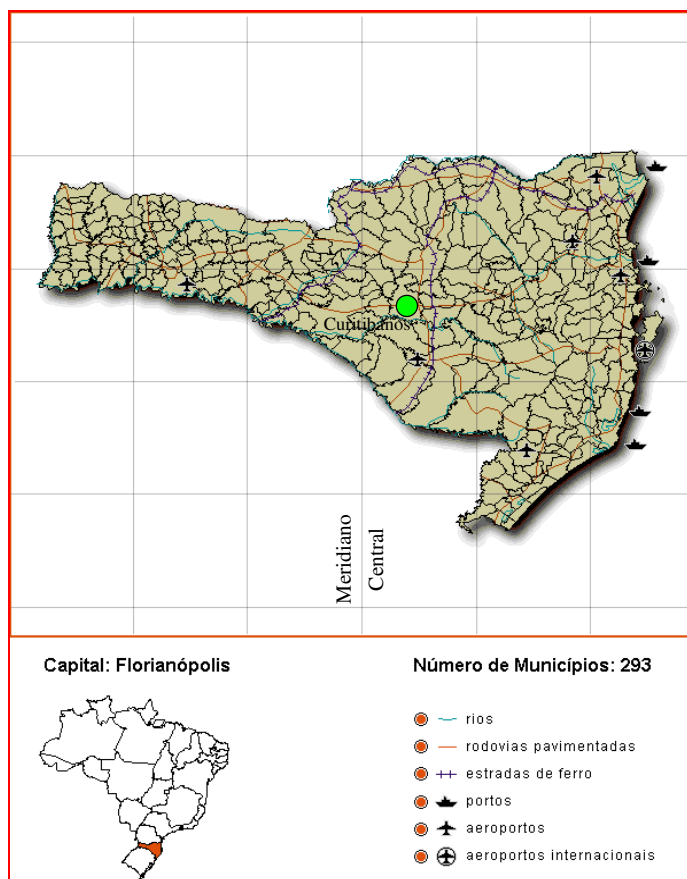 Curitibanos
Meridiano
Central
Capital: Florianópolis
Número de Municípios: 293
rios
rodovias pavimentadas
estradas de ferro
portos
aeroportos
aeroportos internacionais